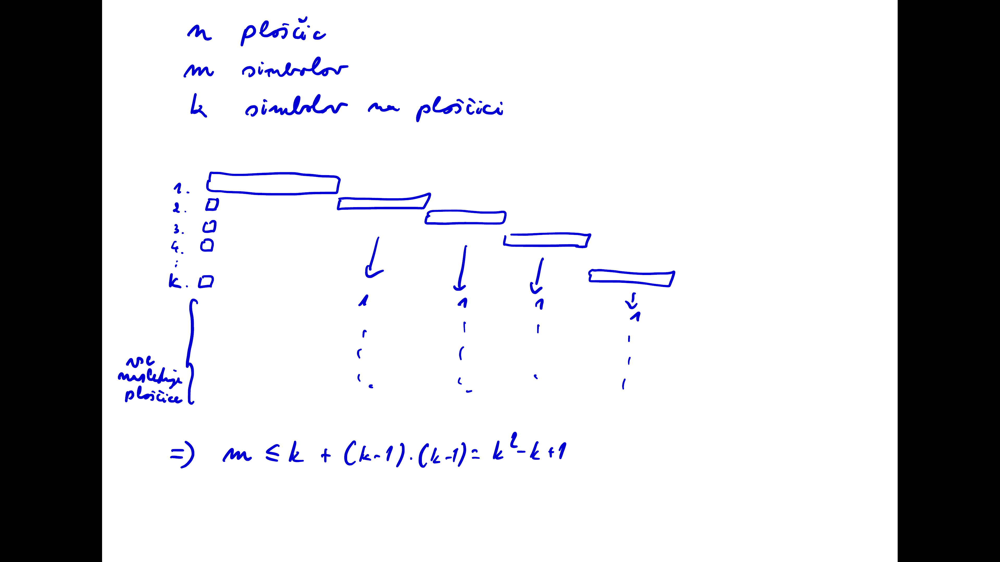 n ploščic
m simbolov
k simbolov na ploščici
1.
2.
3.
4.
⋮
k.
1 1 1 1
vse
naslednje
ploščice
=> m ≤ k + (k-1)·(k-1) = k²-k+1